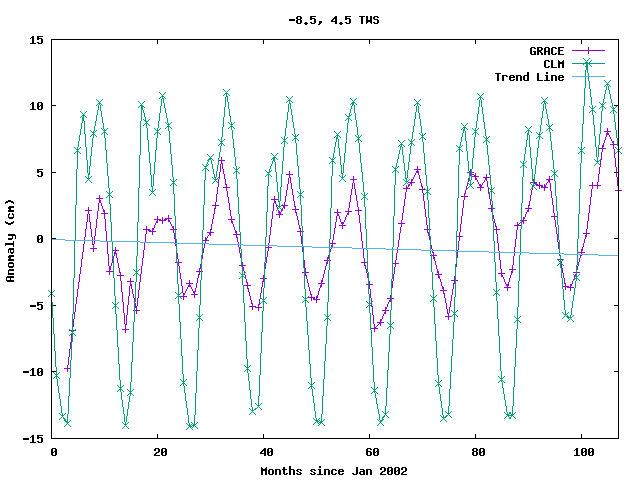 -8.5, 4.5 TWS
GRACE
CLM
Trend Line
15
10
5
0
-5
-10
-15
Anomaly (cm)
0 20 40 60 80 100
Months since Jan 2002